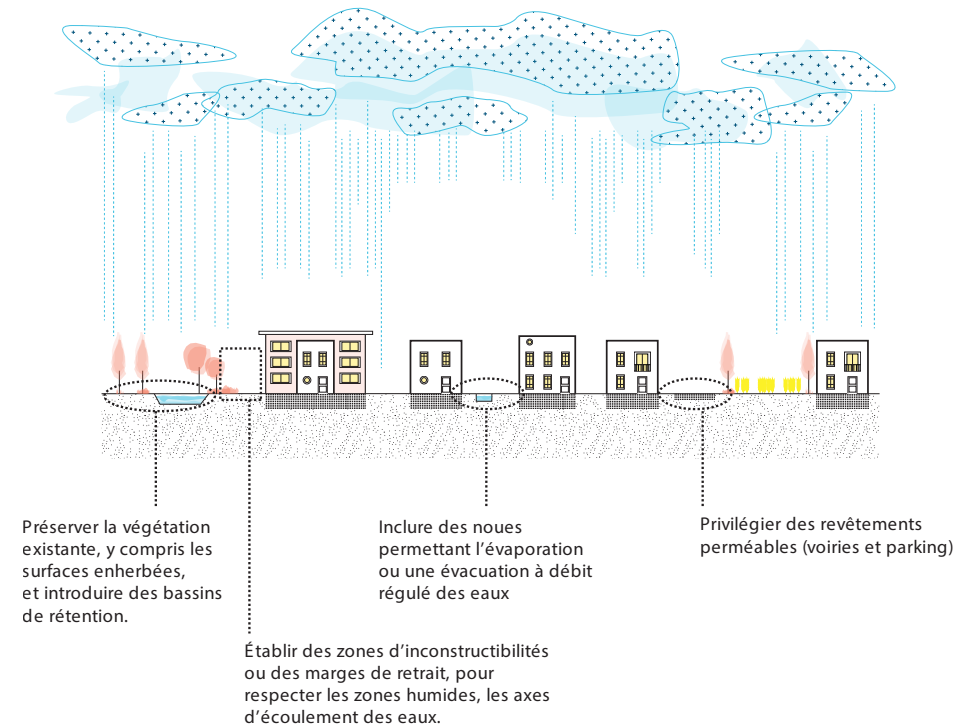 Préserver la végétation
existante, y compris les
surfaces enherbées,
et introduire des bassins
de rétention.
Établir des zones d’inconstructibilités
ou des marges de retrait, pour
respecter les zones humides, les axes
d’écoulement des eaux.
Inclure des noues
permettant l’évaporation
ou une évacuation à débit
régulé des eaux
Privilégier des revêtements
perméables (voiries et parking)